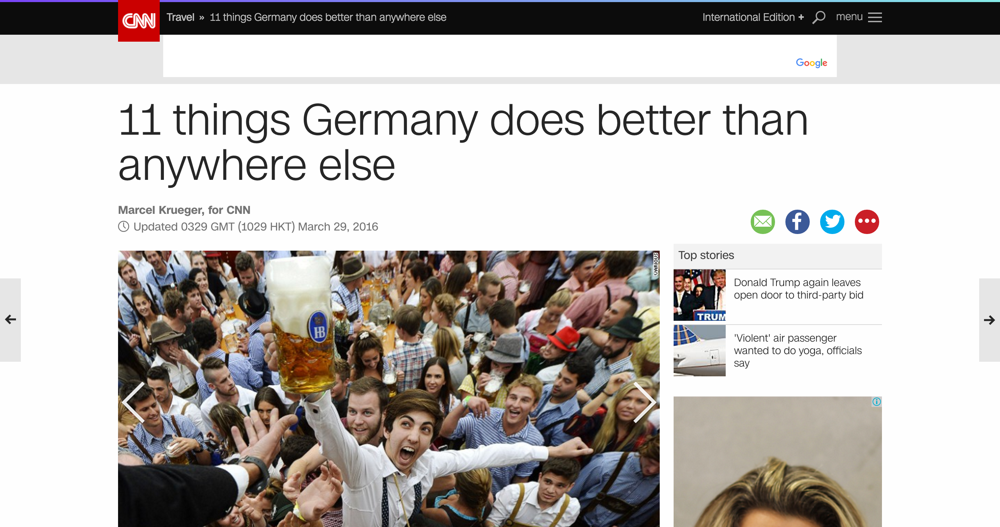 CNN Travel » 11 things Germany does better than anywhere else International Edition + menu
Google
11 things Germany does better than
anywhere else
Marcel Krueger, for CNN
Updated 0329 GMT (1029 HKT) March 29, 2016
VARIOUS
HB
Top stories
TRUM
Donald Trump again leaves
open door to third-party bid
'Violent' air passenger
wanted to do yoga, officials
say